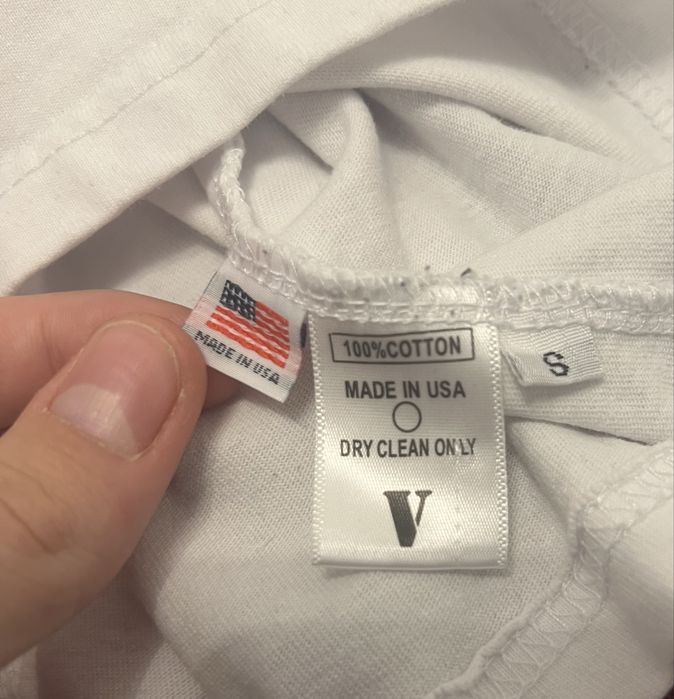 MADE IN USA
100%COTTON
MADE IN USA
DRY CLEAN ONLY
V
S